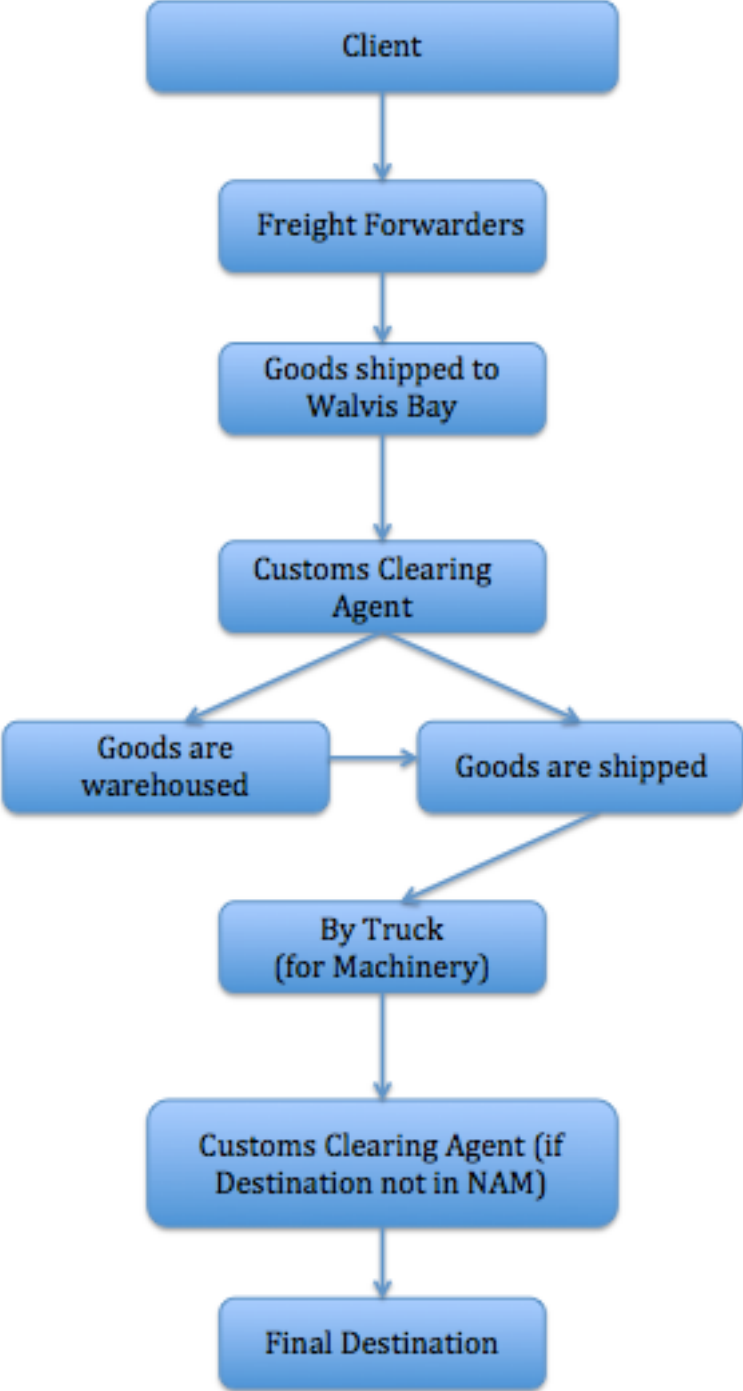 Client
Freight Forwarders
Goods shipped to
Walvis Bay
Customs Clearing
Agent
Goods are
warehoused
Goods are shipped
By Truck
(for Machinery)
Customs Clearing Agent (if
Destination not in NAM)
Final Destination